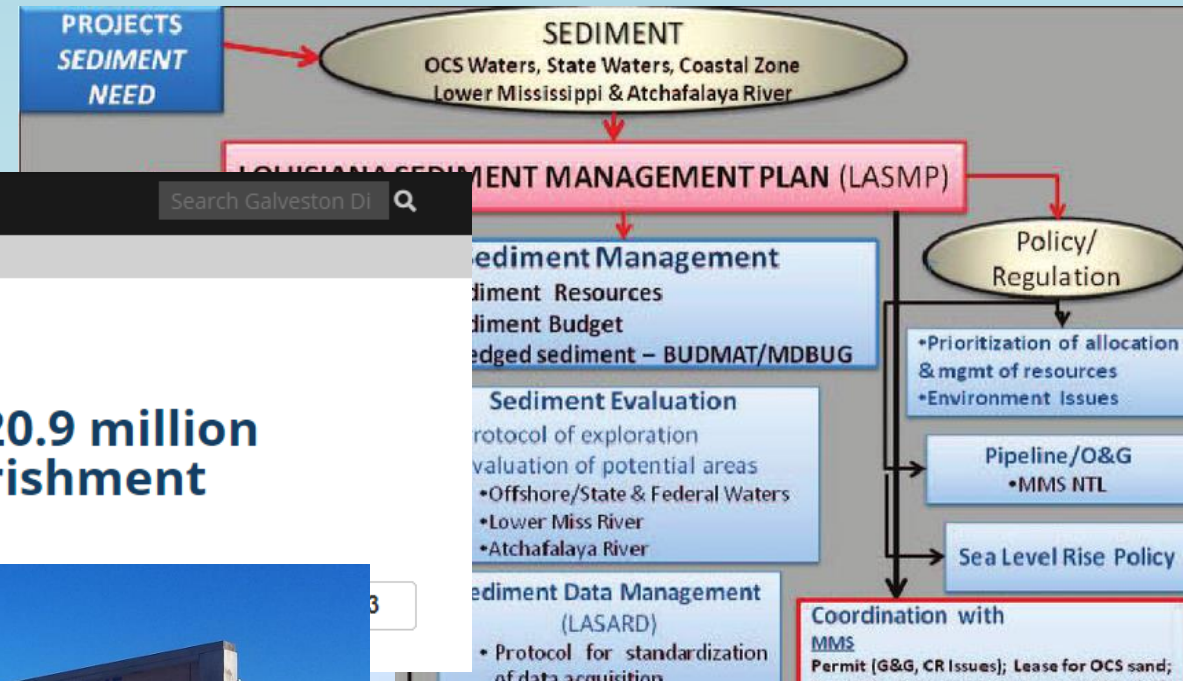 PROJECTS
SEDIMENT
NEED
SEDIMENT
OCS Waters, State Waters, Coastal Zone
Lower Mississippi & Atchafalaya River
MENT MANAGEMENT PLAN (LASMP)
Search Galveston Di
20.9 million
rishment
3
ediment Management
diment Resources
diment Budget
edged sediment – BUDMAT/MDBUG
Sediment Evaluation
rotocol of exploration
valuation of potential areas
•Offshore/State & Federal Waters
•Lower Miss River
•Atchafalaya River
ediment Data Management
(LASARD)
• Protocol for standardization
of data acquisition
Policy/
Regulation
•Prioritization of allocation
& mgmt of resources
•Environment Issues
Pipeline/O&G
•MMS NTL
Sea Level Rise Policy
Coordination with
MMS
Permit (G&G, CR Issues); Lease for OCS sand;